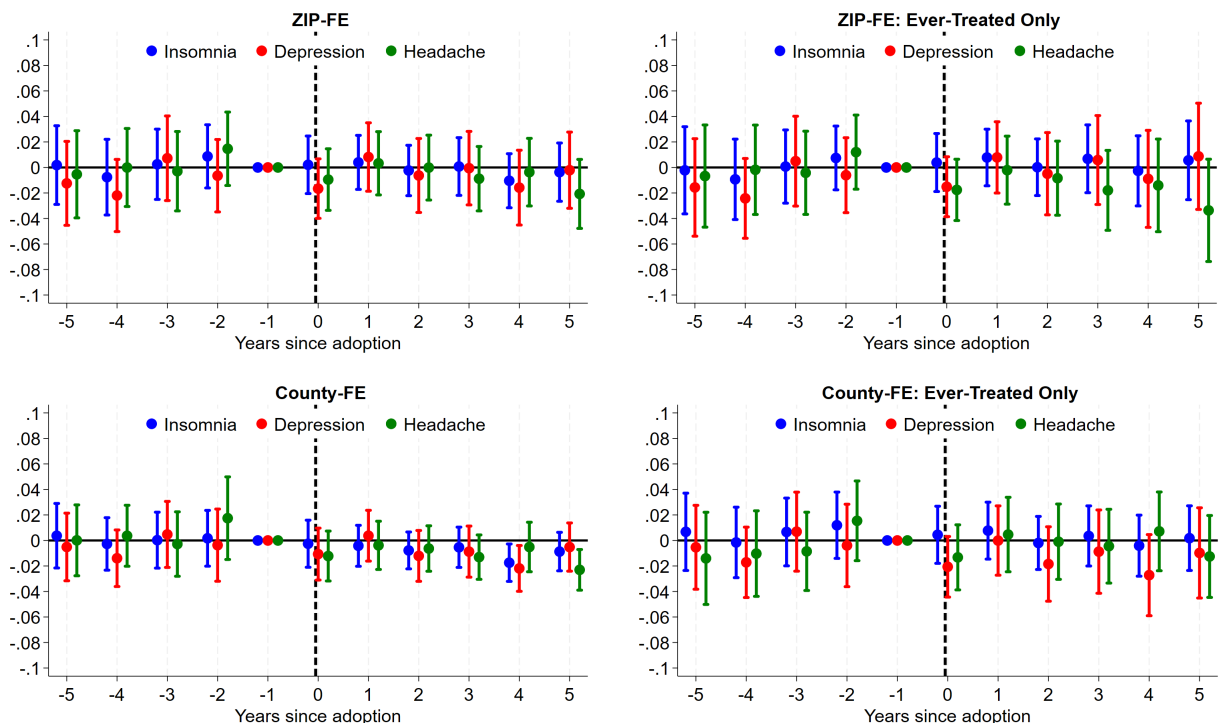 ZIP-FE
Insomnia Depression Headache
.1
.08
.06
.04
.02
0
-.02
-.04
-.06
-.08
-.1
-5 -4 -3 -2 -1 0 1 2 3 4 5
Years since adoption
ZIP-FE: Ever-Treated Only
Insomnia Depression Headache
.1
.08
.06
.04
.02
0
-.02
-.04
-.06
-.08
-.1
-5 -4 -3 -2 -1 0 1 2 3 4 5
Years since adoption
County-FE
Insomnia Depression Headache
.1
.08
.06
.04
.02
0
-.02
-.04
-.06
-.08
-.1
-5 -4 -3 -2 -1 0 1 2 3 4 5
Years since adoption
County-FE: Ever-Treated Only
Insomnia Depression Headache
.1
.08
.06
.04
.02
0
-.02
-.04
-.06
-.08
-.1
-5 -4 -3 -2 -1 0 1 2 3 4 5
Years since adoption